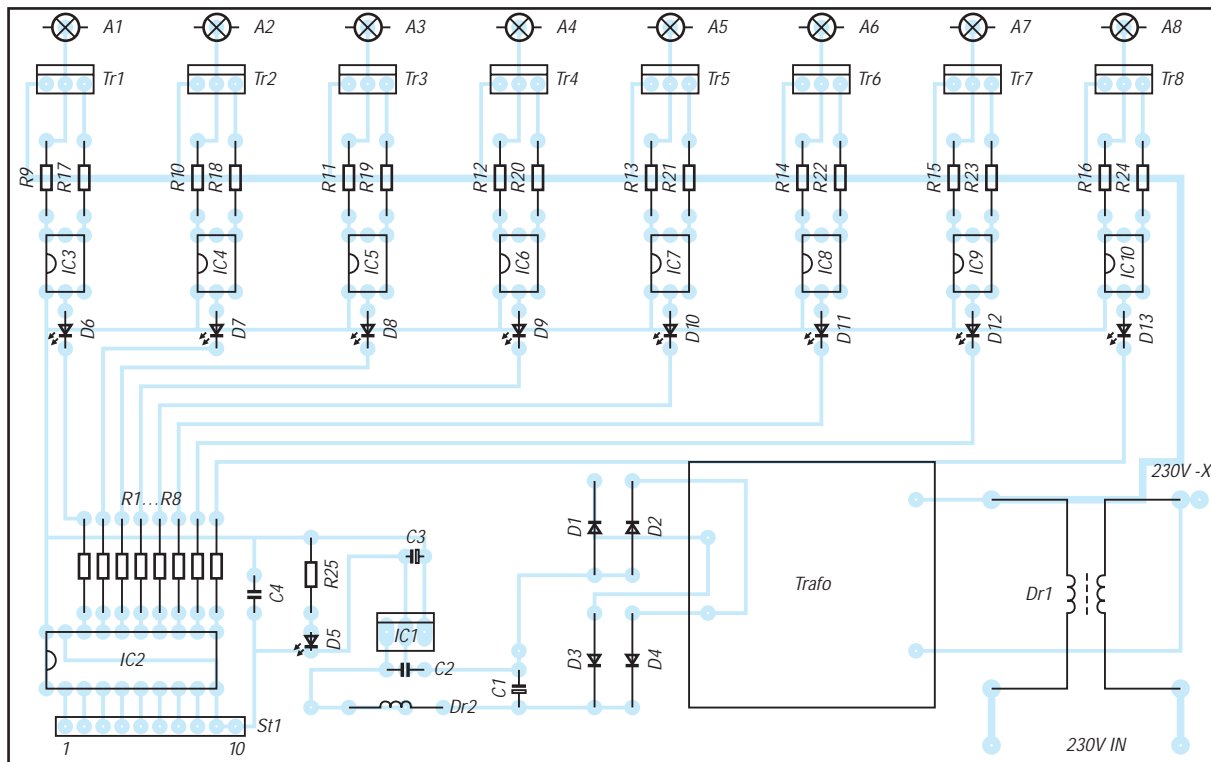 A1 A2 A3 A4 A5 A6 A7 A8
Tr1 Tr2 Tr3 Tr4 Tr5 Tr6 Tr7 Tr8
R9 R17 R10 R18 R11 R19 R12 R20 R13 R21 R14 R22 R15 R23 R16 R24
IC3 IC4 IC5 IC6 IC7 IC8 IC9 IC10
D6 D7 D8 D9 D10 D11 D12 D13
230V -X
R1...R8
C3 D1 D2
R25
C4 Trafo Dr1
IC1
D5
IC2 C2 D3 D4
C1
Dr2
St1
1 10 230V IN